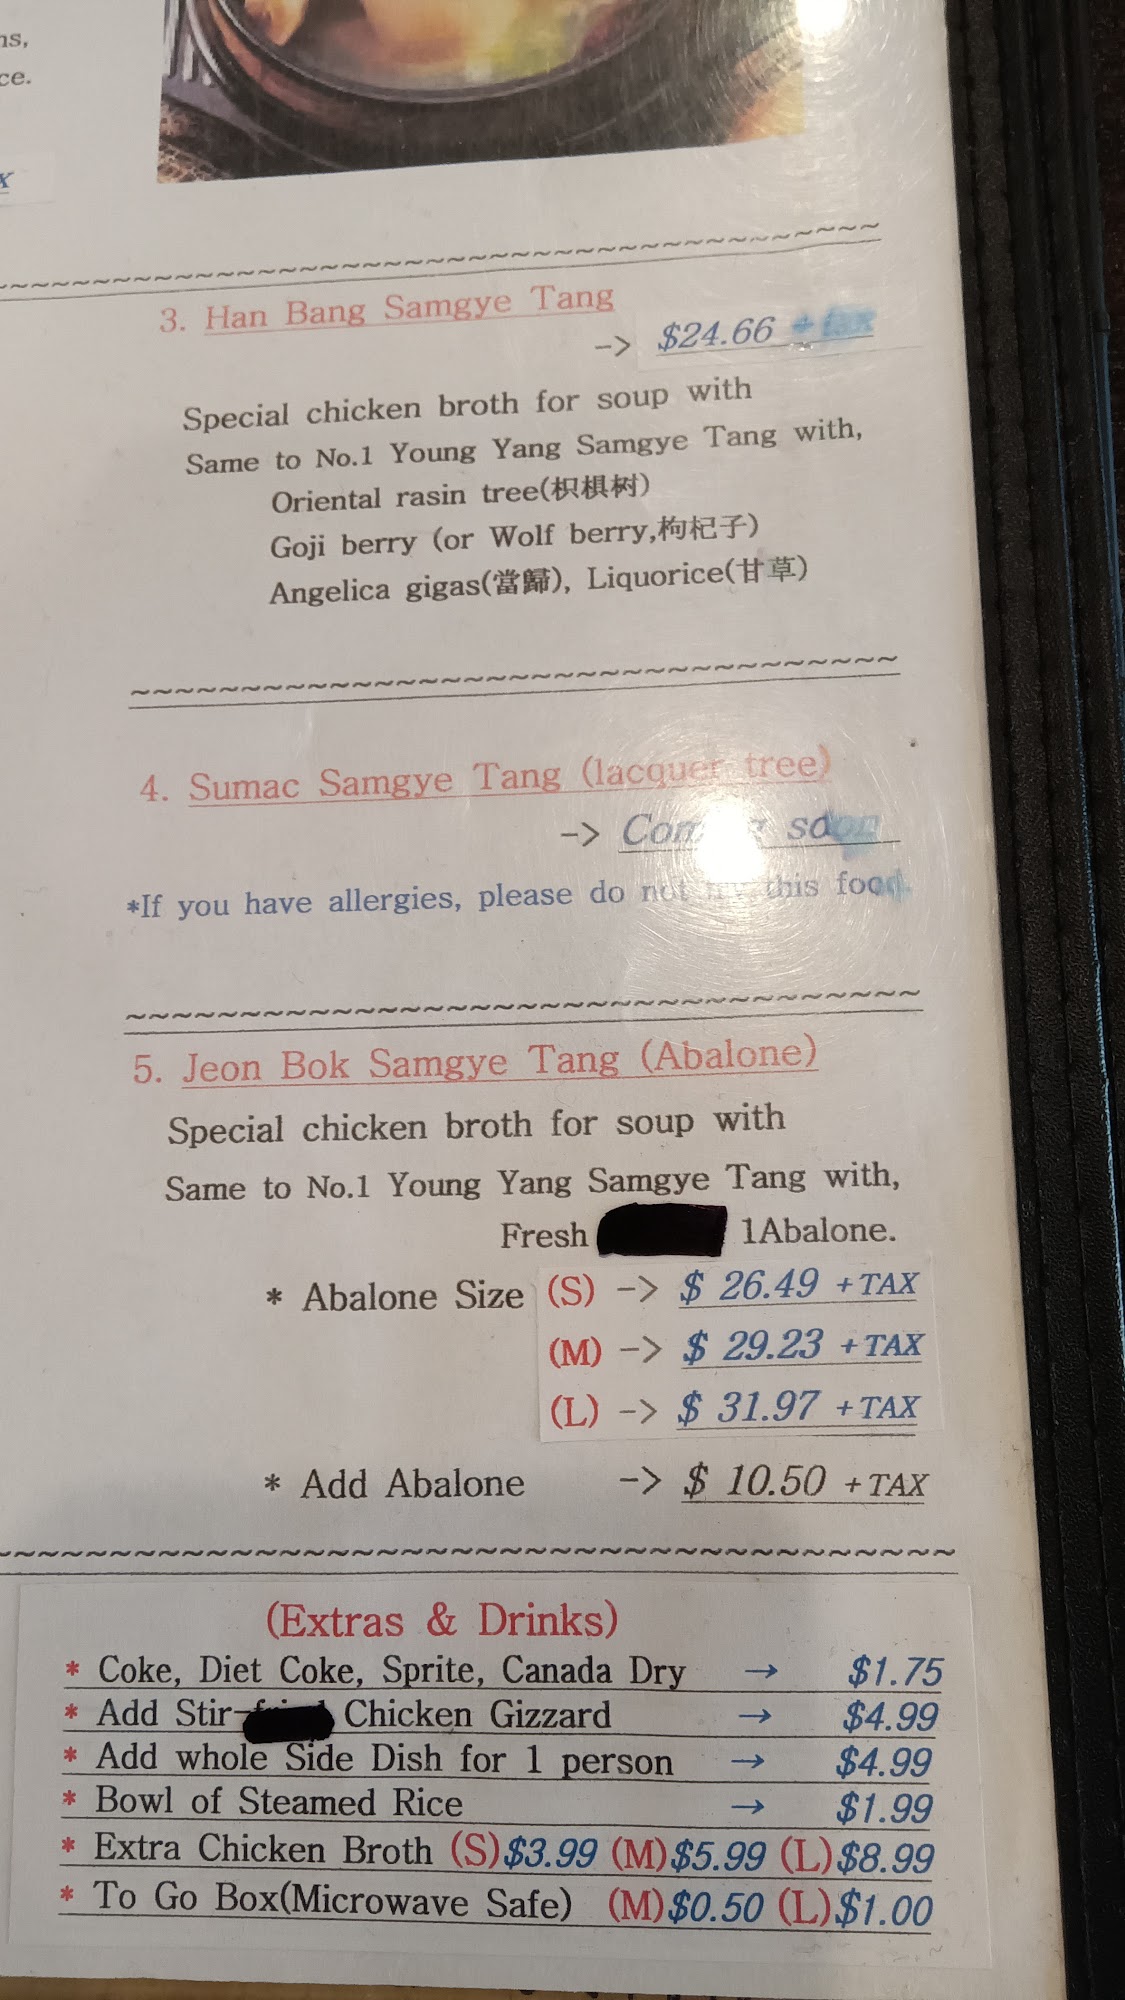 ns,
ce.
x
3. Han Bang Samgye Tang
-> $24.66 + tax
Special chicken broth for soup with
Same to No.1 Young Yang Samgye Tang with,
Oriental rasin tree(枳椇树)
Goji berry (or Wolf berry,枸杞子)
Angelica gigas(當歸), Liquorice(甘草)
4. Sumac Samgye Tang (lacquer tree)
-> Coming soon
*If you have allergies, please do not try this food.
5. Jeon Bok Samgye Tang (Abalone)
Special chicken broth for soup with
Same to No.1 Young Yang Samgye Tang with,
Fresh 1Abalone.
* Abalone Size (S) -> $ 26.49 +TAX
(M) -> $ 29.23 +TAX
(L) -> $ 31.97 +TAX
* Add Abalone -> $ 10.50 +TAX
(Extras & Drinks)
* Coke, Diet Coke, Sprite, Canada Dry → $1.75
* Add Stir- Chicken Gizzard → $4.99
* Add whole Side Dish for 1 person → $4.99
* Bowl of Steamed Rice → $1.99
* Extra Chicken Broth (S)$3.99 (M)$5.99 (L)$8.99
* To Go Box(Microwave Safe) (M)$0.50 (L)$1.00